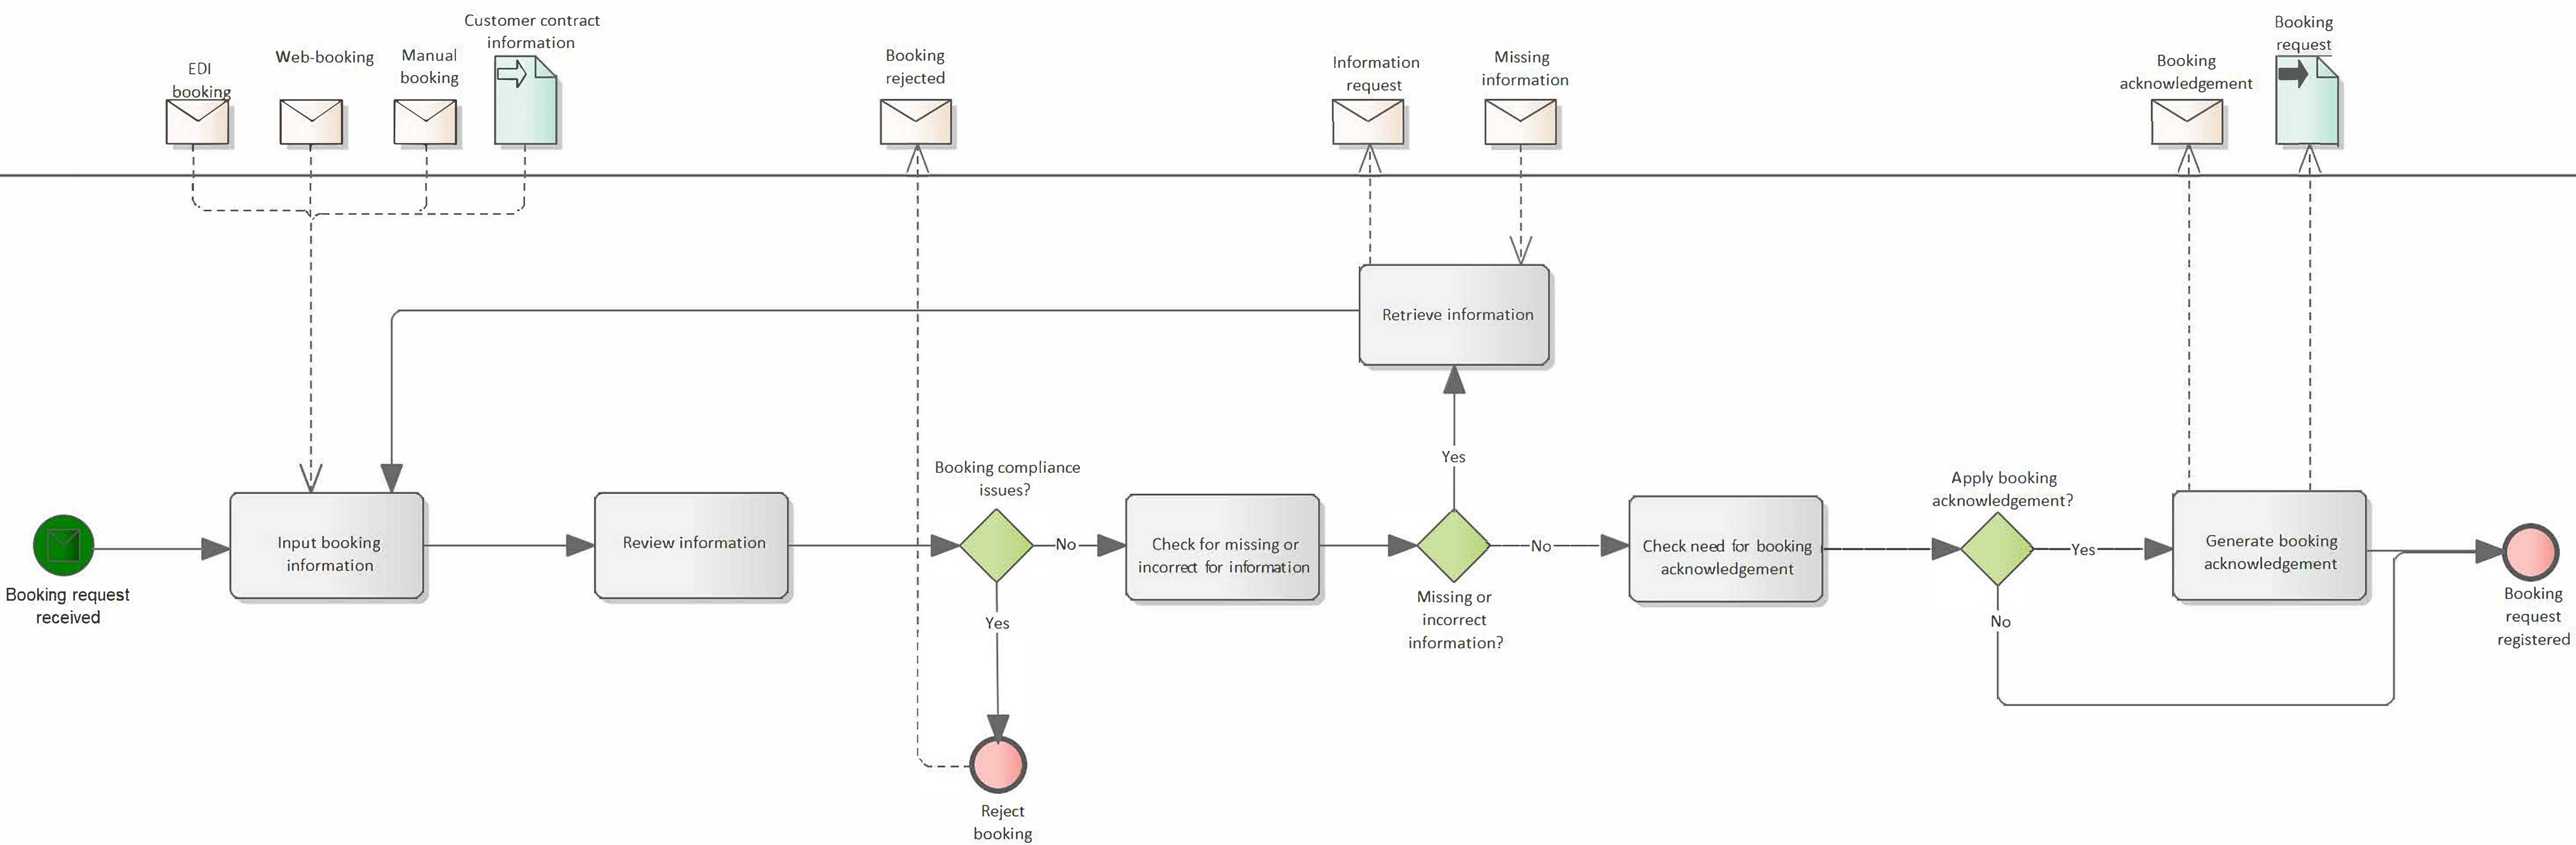 Customer contract
information
EDI
booking
Web-booking
Manual
booking
Booking
rejected
Information
request
Missing
information
Booking
acknowledgement
Booking
request
Retrieve information
Yes
Booking compliance
issues?
Apply booking
acknowledgement?
Booking request
received
Input booking
information
Review information
No
Check for missing or
incorrect for information
No
Check need for booking
acknowledgement
Yes
Generate booking
acknowledgement
Booking
request
registered
Missing or
incorrect
information?
Yes
No
Reject
booking